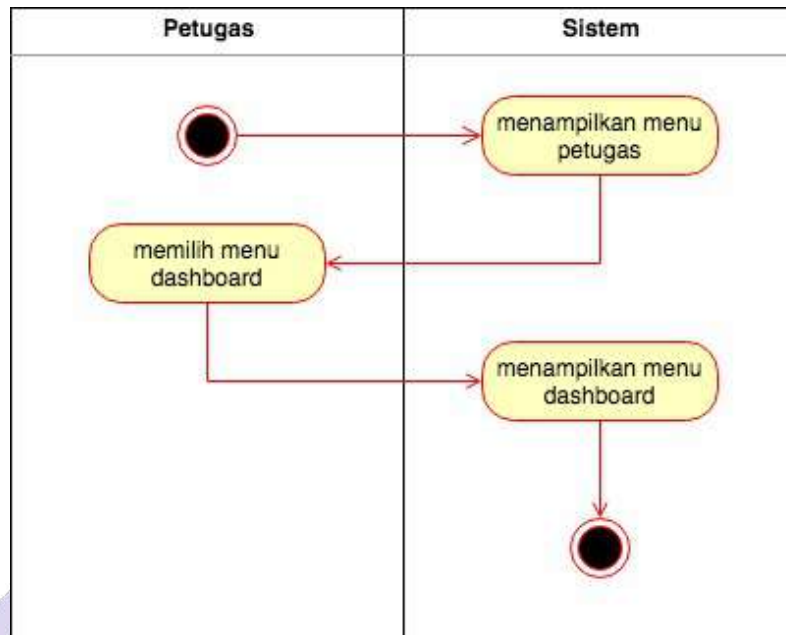 Petugas
Sistem
menampilkan menu
petugas
memilih menu
dashboard
menampilkan menu
dashboard